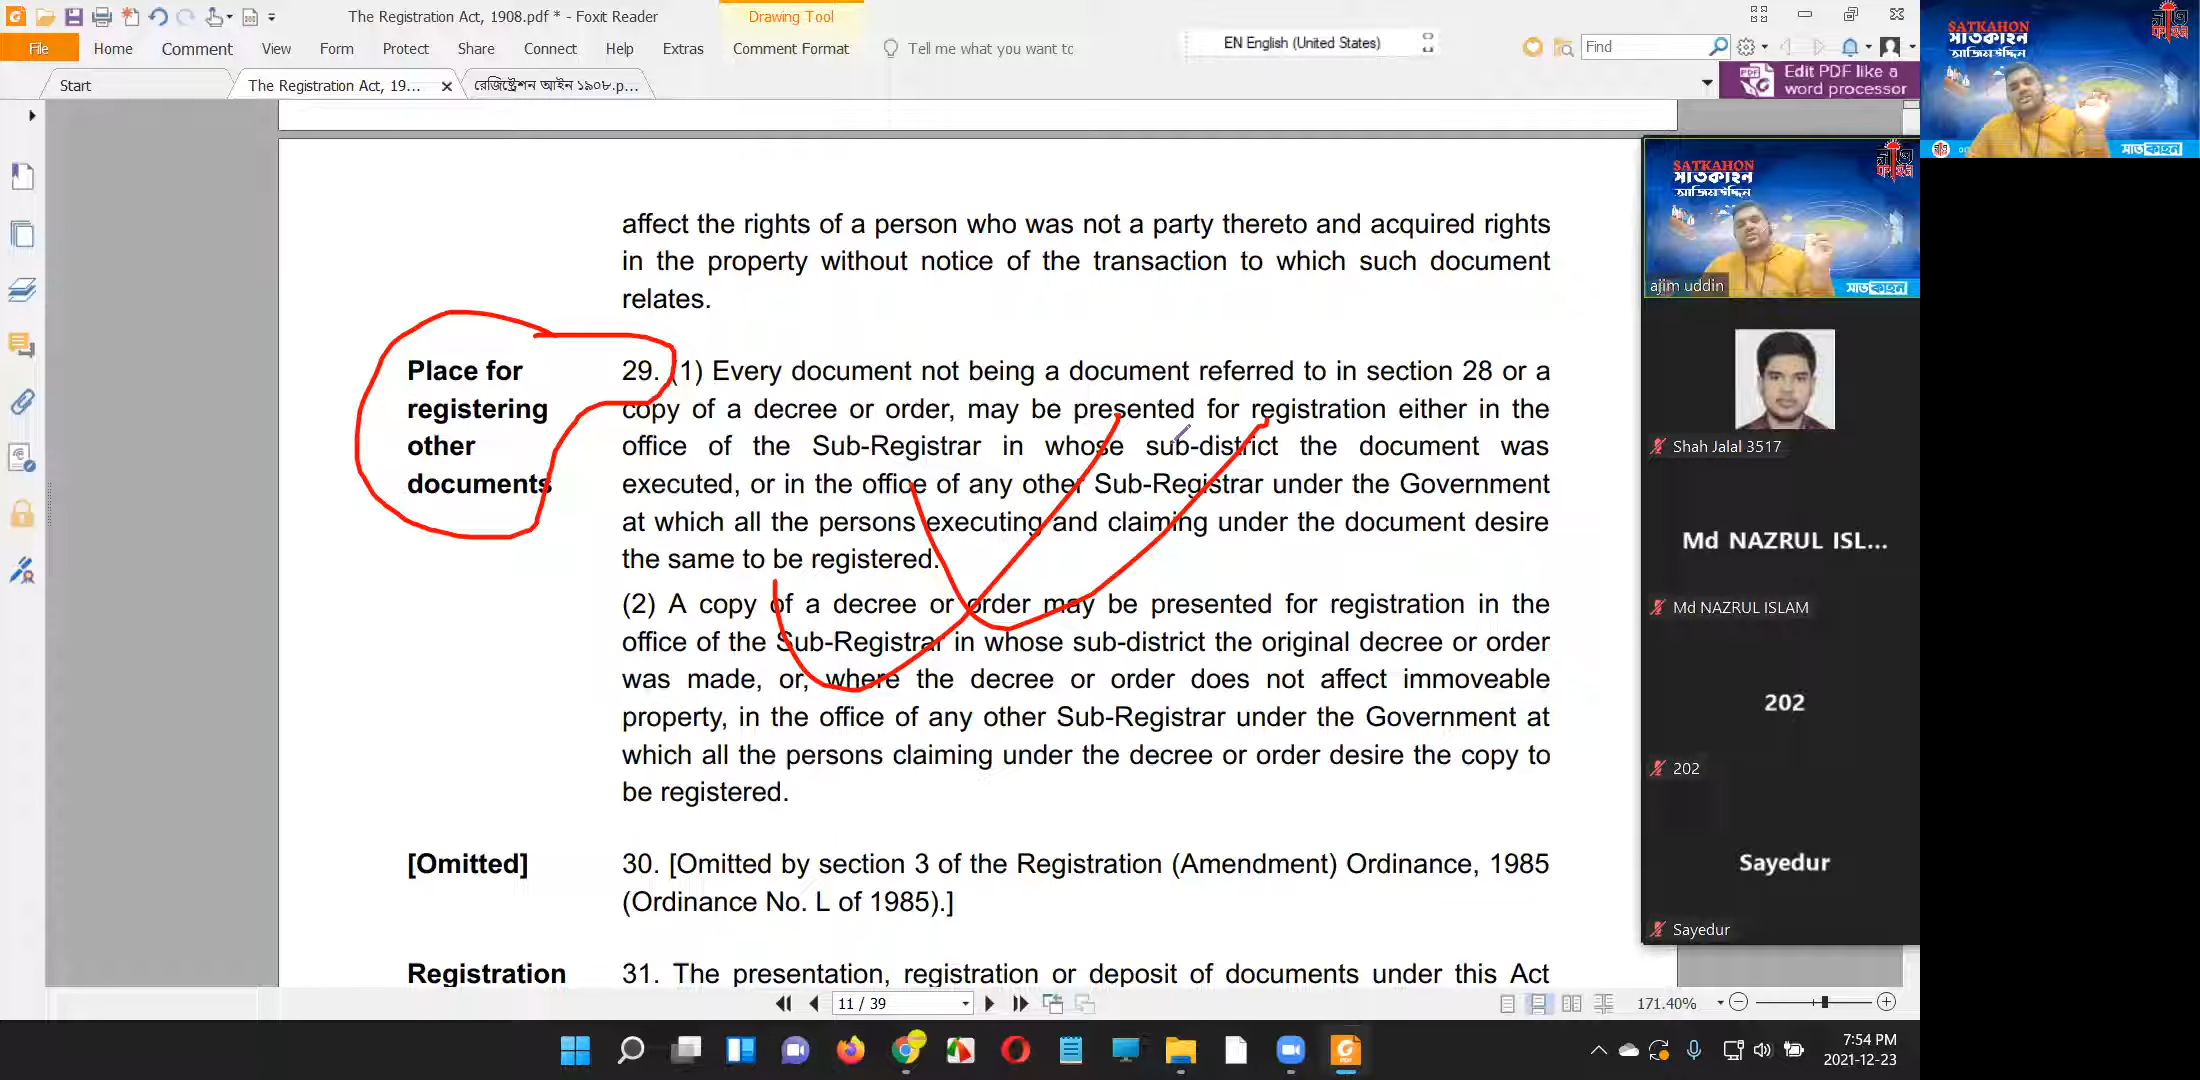 The Registration Act, 1908.pdf * - Foxit Reader
Drawing Tool
File Home Comment View Form Protect Share Connect Help Extras Comment Format Tell me what you want to
EN English (United States)
Find
Start
The Registration Act, 19...
রেজিস্ট্রেশন আইন ১৯০৮.p...
Edit PDF like a
word processor
affect the rights of a person who was not a party thereto and acquired rights
in the property without notice of the transaction to which such document
relates.
Place for
registering
other
documents
29. (1) Every document not being a document referred to in section 28 or a
copy of a decree or order, may be presented for registration either in the
office of the Sub-Registrar in whose sub-district the document was
executed, or in the office of any other Sub-Registrar under the Government
at which all the persons executing and claiming under the document desire
the same to be registered.
(2) A copy of a decree or order may be presented for registration in the
office of the Sub-Registrar in whose sub-district the original decree or order
was made, or, where the decree or order does not affect immoveable
property, in the office of any other Sub-Registrar under the Government at
which all the persons claiming under the decree or order desire the copy to
be registered.
[Omitted]
30. [Omitted by section 3 of the Registration (Amendment) Ordinance, 1985
(Ordinance No. L of 1985).]
Registration
31. The presentation, registration or deposit of documents under this Act
11 / 39
171.40%
SATKAHON
সাতকাহন
আজিমউদ্দিন
সাতকাহন
SATKAHON
সাতকাহন
আজিমউদ্দিন
ajim uddin
সাতকাহন
Shah Jalal 3517
Md NAZRUL ISL...
Md NAZRUL ISLAM
202
202
Sayedur
Sayedur
7:54 PM
2021-12-23